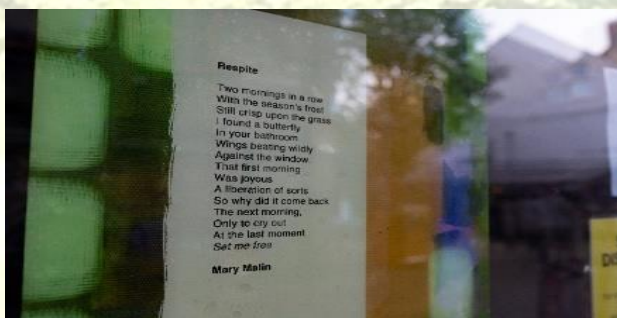 Respite
Two mornings in a row
With the season's frost
Still crisp upon the grass
I found a butterfly
In your bathroom
Wings beating wildly
Against the window
That first morning
Was joyous
A liberation of sorts
So why did it come back
The next morning,
Only to cry out
At the last moment
Set me free
Mary Malin